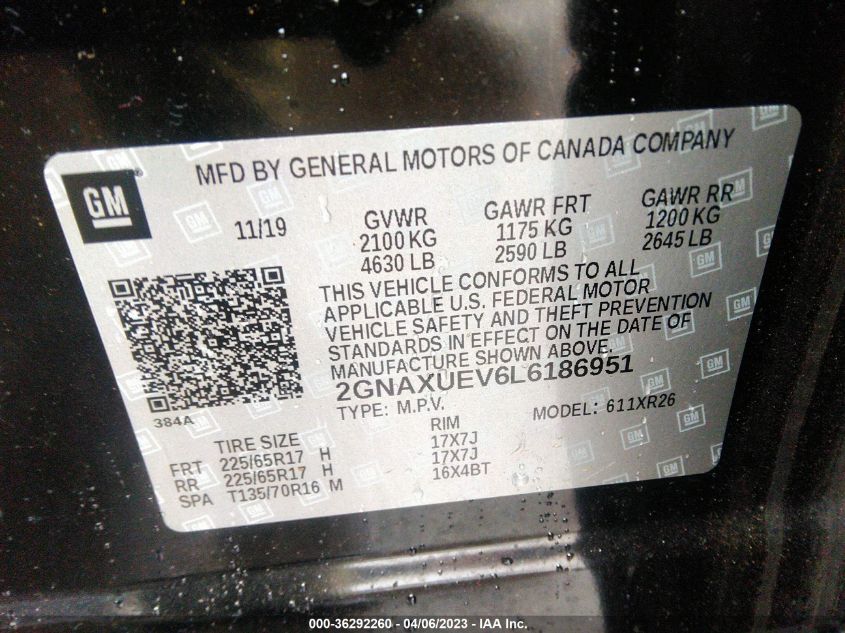 MFD BY GENERAL MOTORS OF CANADA COMPANY
GM
11/19
GVWR
2100 KG
4630 LB
GAWR FRT
1175 KG
2590 LB
GAWR RR
1200 KG
2645 LB
THIS VEHICLE CONFORMS TO ALL
APPLICABLE U.S. FEDERAL MOTOR
VEHICLE SAFETY AND THEFT PREVENTION
STANDARDS IN EFFECT ON THE DATE OF
MANUFACTURE SHOWN ABOVE.
2GNAXUEV6L6186951
TYPE: M.P.V. MODEL: 611XR26
384A
TIRE SIZE RIM
FRT 225/65R17 H 17X7J
RR 225/65R17 H 17X7J
SPA T135/70R16 M 16X4BT
000-36292260 - 04/06/2023 - IAA Inc.